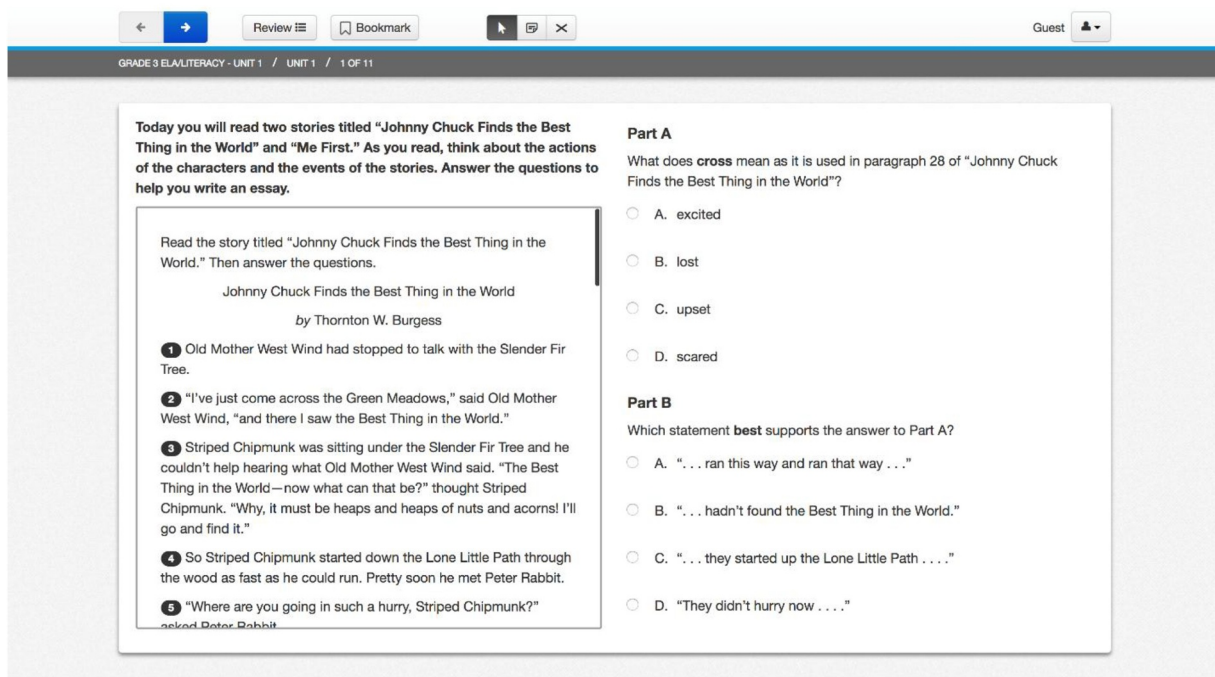 Review
Bookmark
Guest
GRADE 3 ELA/LITERACY - UNIT 1 / UNIT 1 / 1 OF 11
Today you will read two stories titled “Johnny Chuck Finds the Best
Thing in the World” and “Me First.” As you read, think about the actions
of the characters and the events of the stories. Answer the questions to
help you write an essay.
Read the story titled “Johnny Chuck Finds the Best Thing in the
World.” Then answer the questions.
Johnny Chuck Finds the Best Thing in the World
by Thornton W. Burgess
1 Old Mother West Wind had stopped to talk with the Slender Fir
Tree.
2 “I’ve just come across the Green Meadows,” said Old Mother
West Wind, “and there I saw the Best Thing in the World.”
3 Striped Chipmunk was sitting under the Slender Fir Tree and he
couldn’t help hearing what Old Mother West Wind said. “The Best
Thing in the World—now what can that be?” thought Striped
Chipmunk. “Why, it must be heaps and heaps of nuts and acorns! I’ll
go and find it.”
4 So Striped Chipmunk started down the Lone Little Path through
the wood as fast as he could run. Pretty soon he met Peter Rabbit.
5 “Where are you going in such a hurry, Striped Chipmunk?”
asked Peter Rabbit.
Part A
What does cross mean as it is used in paragraph 28 of “Johnny Chuck
Finds the Best Thing in the World”?
A. excited
B. lost
C. upset
D. scared
Part B
Which statement best supports the answer to Part A?
A. “. . . ran this way and ran that way . . .”
B. “. . . hadn’t found the Best Thing in the World.”
C. “. . . they started up the Lone Little Path . . . .”
D. “They didn’t hurry now . . . .”